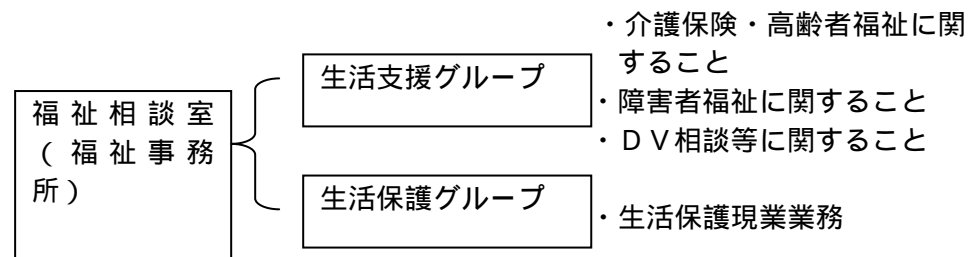 ・介護保険・高齢者福祉に関
すること
生活支援グループ
・障害者福祉に関すること
福祉相談室
(福祉事務
所)
・DV相談等に関すること
生活保護グループ
・生活保護現業業務